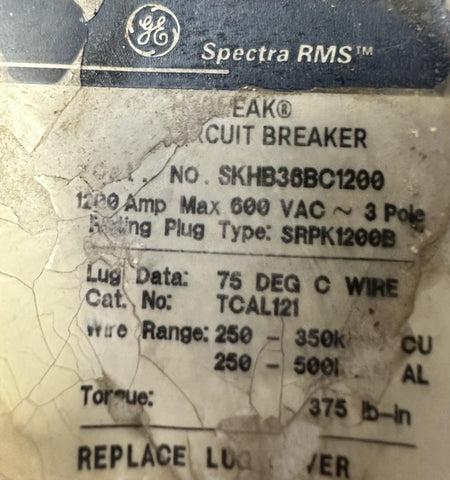 GE
Spectra RMS™
EAK®
CIRCUIT BREAKER
NO. SKHB36BC1200
1200 Amp Max 600 VAC ~ 3 Pole
Rating Plug Type: SRPK1200B
Lug Data: 75 DEG C WIRE
Cat. No: TCAL121
Wire Range: 250 - 350k CU
250 - 500 AL
Torque: 375 lb-in
REPLACE LUG